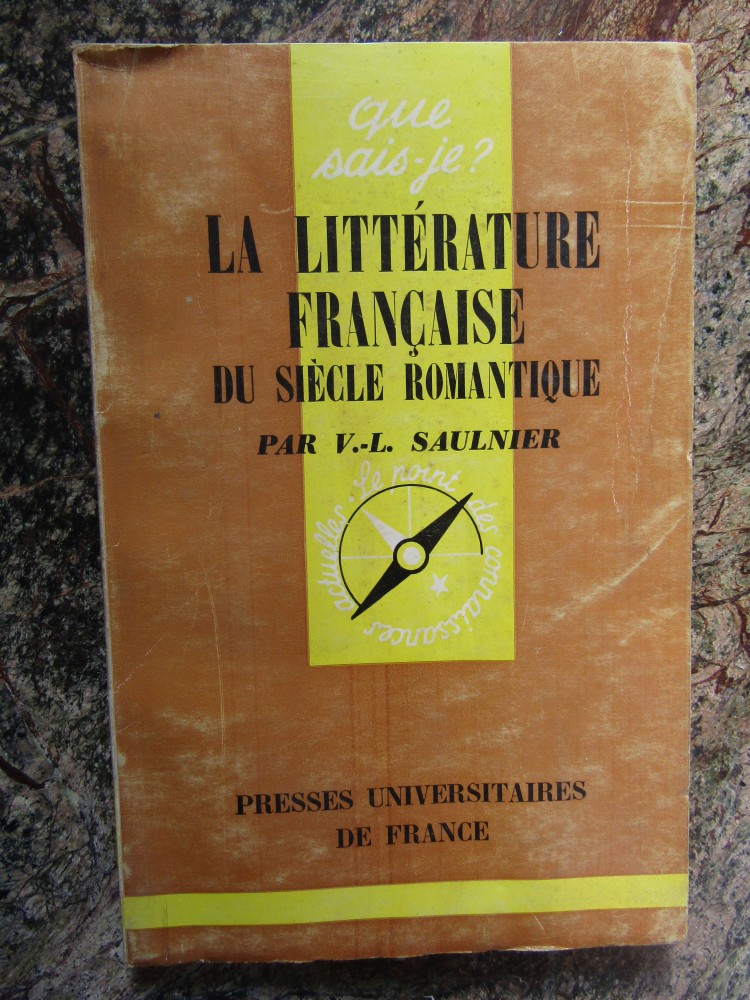 que
sais-je?
LA LITTÉRATURE
FRANÇAISE
DU SIÈCLE ROMANTIQUE
PAR V.-L. SAULNIER
Le point des connaissances actuelles
PRESSES UNIVERSITAIRES
DE FRANCE